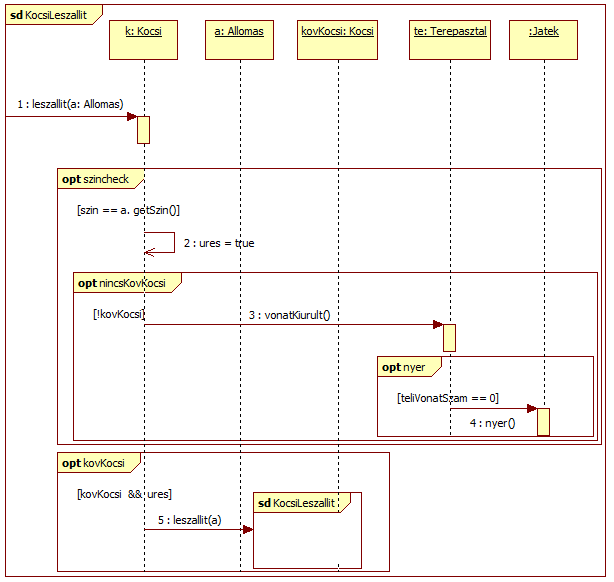 sd KocsiLeszallit
k: Kocsi
a: Allomas
kovKocsi: Kocsi
te: Terepasztal
:Jatek
1 : leszallit(a: Allomas)
opt szincheck
[szin == a. getSzin()]
2 : ures = true
opt nincsKovKocsi
[!kovKocsi]
3 : vonatKiurult()
opt nyer
[teliVonatSzam == 0]
4 : nyer()
opt kovKocsi
[kovKocsi && ures]
sd KocsiLeszallit
5 : leszallit(a)